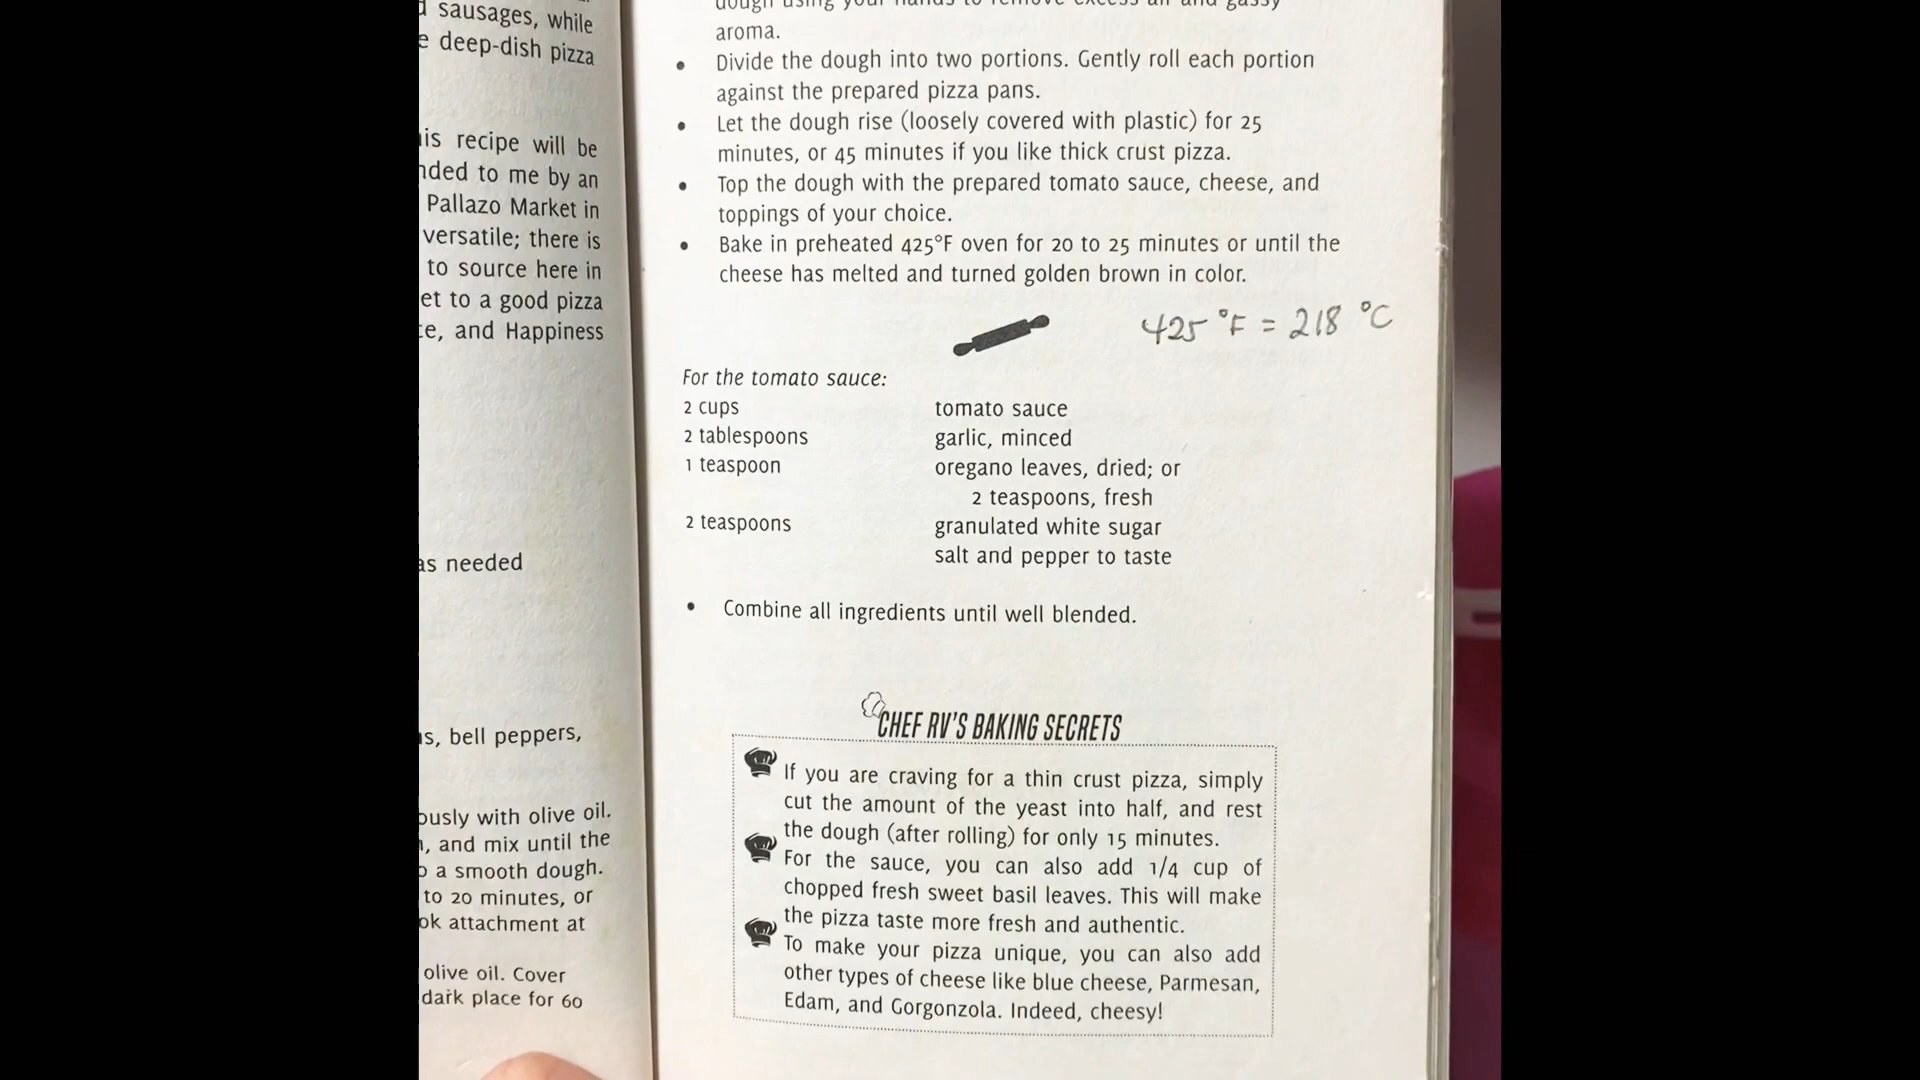 sausages, while
deep-dish pizza
recipe will be
to me by an
Pallazo Market in
versatile; there is
to source here in
to a good pizza
and Happiness
as needed
bell peppers,
with olive oil.
and mix until the
a smooth dough.
to 20 minutes, or
attachment at
olive oil. Cover
dark place for 60
dough using your hands to remove excess air and gassy
aroma.
• Divide the dough into two portions. Gently roll each portion
against the prepared pizza pans.
• Let the dough rise (loosely covered with plastic) for 25
minutes, or 45 minutes if you like thick crust pizza.
• Top the dough with the prepared tomato sauce, cheese, and
toppings of your choice.
• Bake in preheated 425°F oven for 20 to 25 minutes or until the
cheese has melted and turned golden brown in color.
425 °F = 218 °C
For the tomato sauce:
2 cups tomato sauce
2 tablespoons garlic, minced
1 teaspoon oregano leaves, dried; or
2 teaspoons, fresh
2 teaspoons granulated white sugar
salt and pepper to taste
• Combine all ingredients until well blended.
CHEF RV'S BAKING SECRETS
If you are craving for a thin crust pizza, simply
cut the amount of the yeast into half, and rest
the dough (after rolling) for only 15 minutes.
For the sauce, you can also add 1/4 cup of
chopped fresh sweet basil leaves. This will make
the pizza taste more fresh and authentic.
To make your pizza unique, you can also add
other types of cheese like blue cheese, Parmesan,
Edam, and Gorgonzola. Indeed, cheesy!